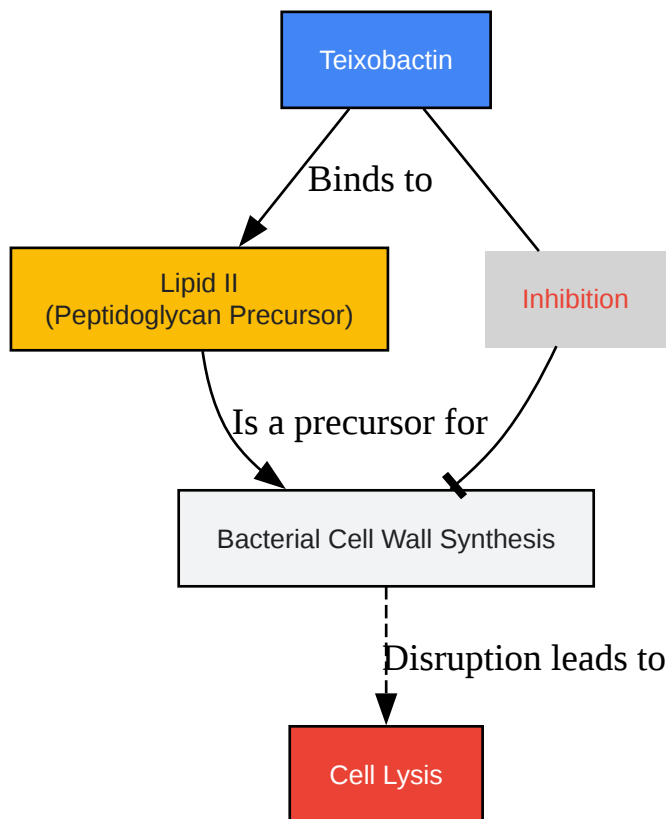 Teixobactin
Binds to
Lipid II
(Peptidoglycan Precursor)
Inhibition
Is a precursor for
Bacterial Cell Wall Synthesis
Disruption leads to
Cell Lysis